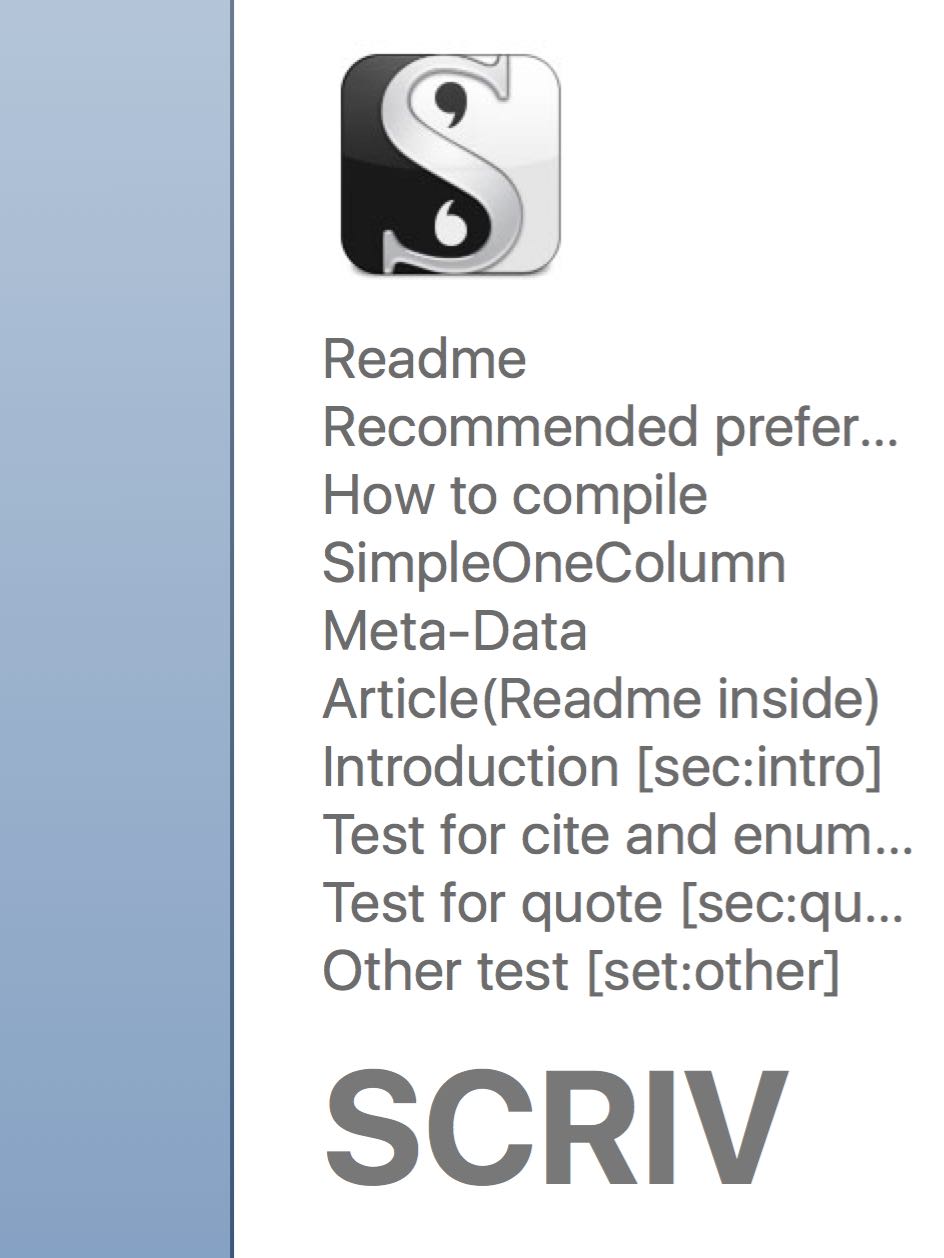 Readme
Recommended prefer...
How to compile
SimpleOneColumn
Meta-Data
Article(Readme inside)
Introduction [sec:intro]
Test for cite and enum...
Test for quote [sec:qu...
Other test [set:other]
SCRIV